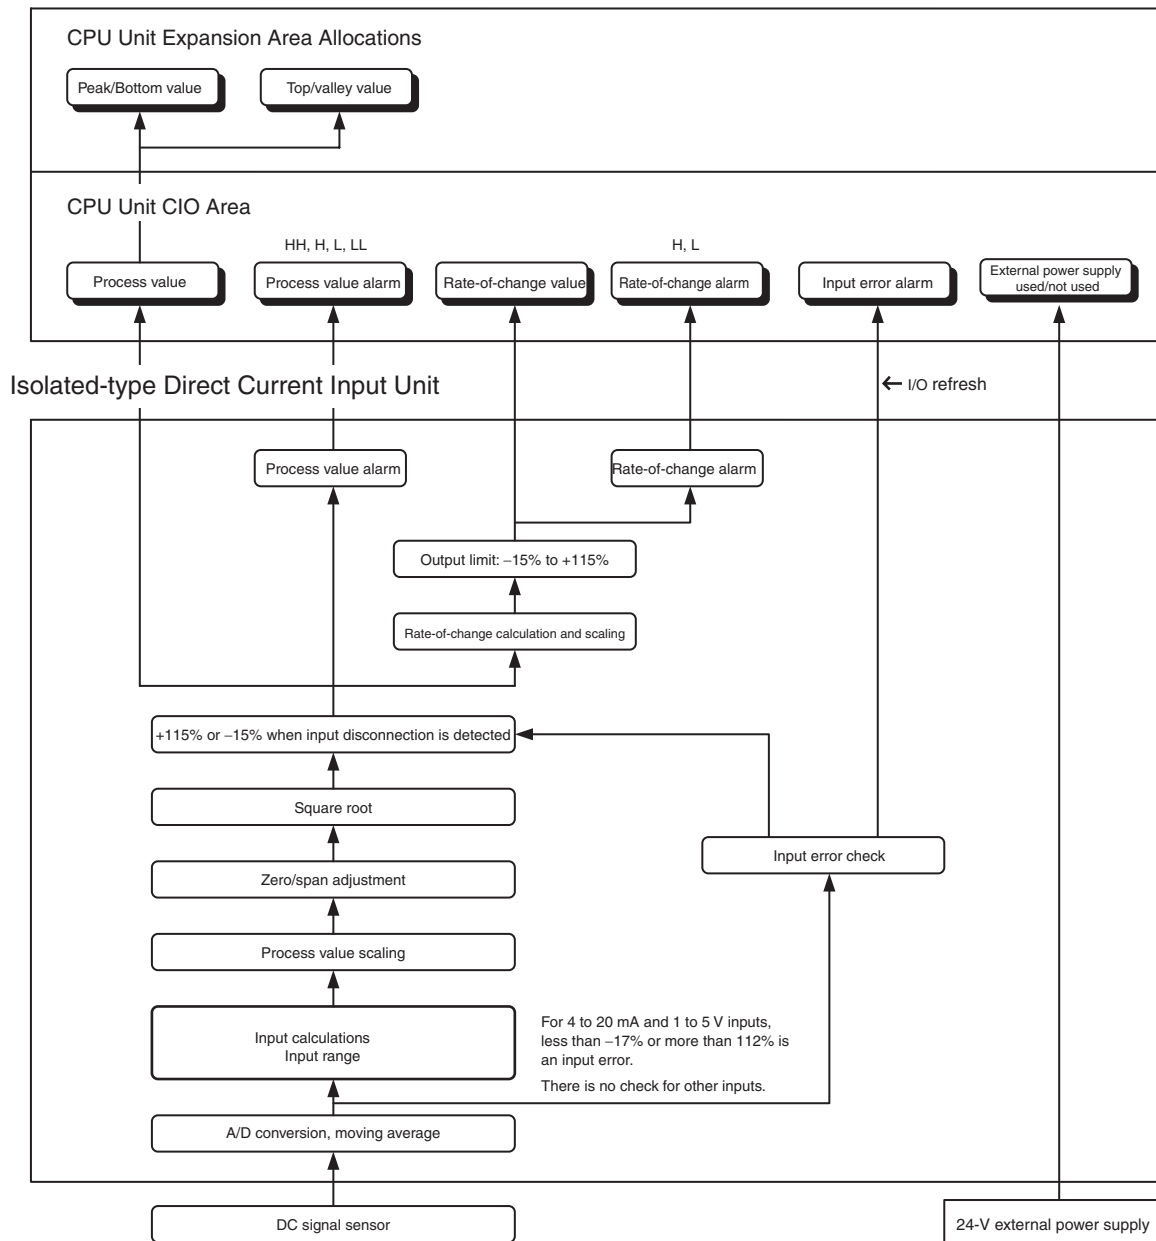 CPU Unit Expansion Area Allocations
Peak/Bottom value
Top/valley value
CPU Unit CIO Area
HH, H, L, LL
H, L
Process value
Process value alarm
Rate-of-change value
Rate-of-change alarm
Input error alarm
External power supply
used/not used
Isolated-type Direct Current Input Unit
I/O refresh
Process value alarm
Rate-of-change alarm
Output limit: –15% to +115%
Rate-of-change calculation and scaling
+115% or –15% when input disconnection is detected
Square root
Input error check
Zero/span adjustment
Process value scaling
Input calculations
Input range
For 4 to 20 mA and 1 to 5 V inputs,
less than –17% or more than 112% is
an input error.
There is no check for other inputs.
A/D conversion, moving average
DC signal sensor
24-V external power supply